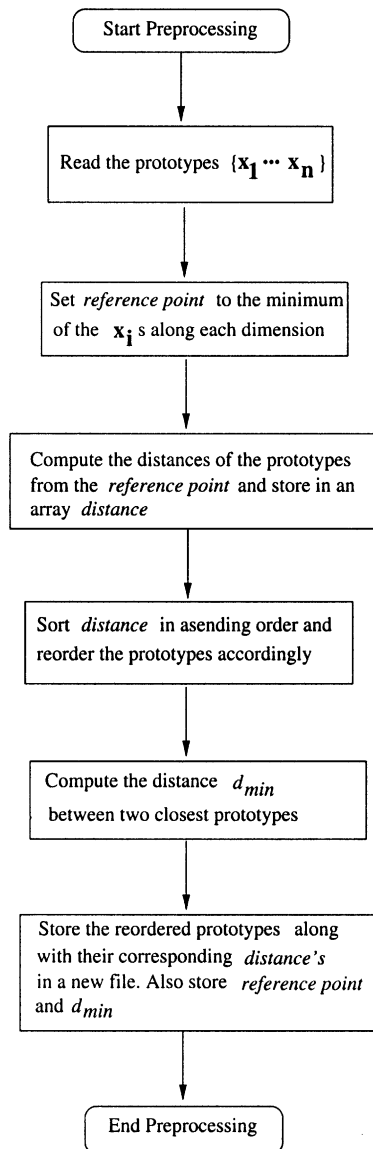 Start Preprocessing
Read the prototypes {x1 ··· xn}
Set reference point to the minimum
of the xi s along each dimension
Compute the distances of the prototypes
from the reference point and store in an
array distance
Sort distance in asending order and
reorder the prototypes accordingly
Compute the distance dmin
between two closest prototypes
Store the reordered prototypes along
with their corresponding distance's
in a new file. Also store reference point
and dmin
End Preprocessing